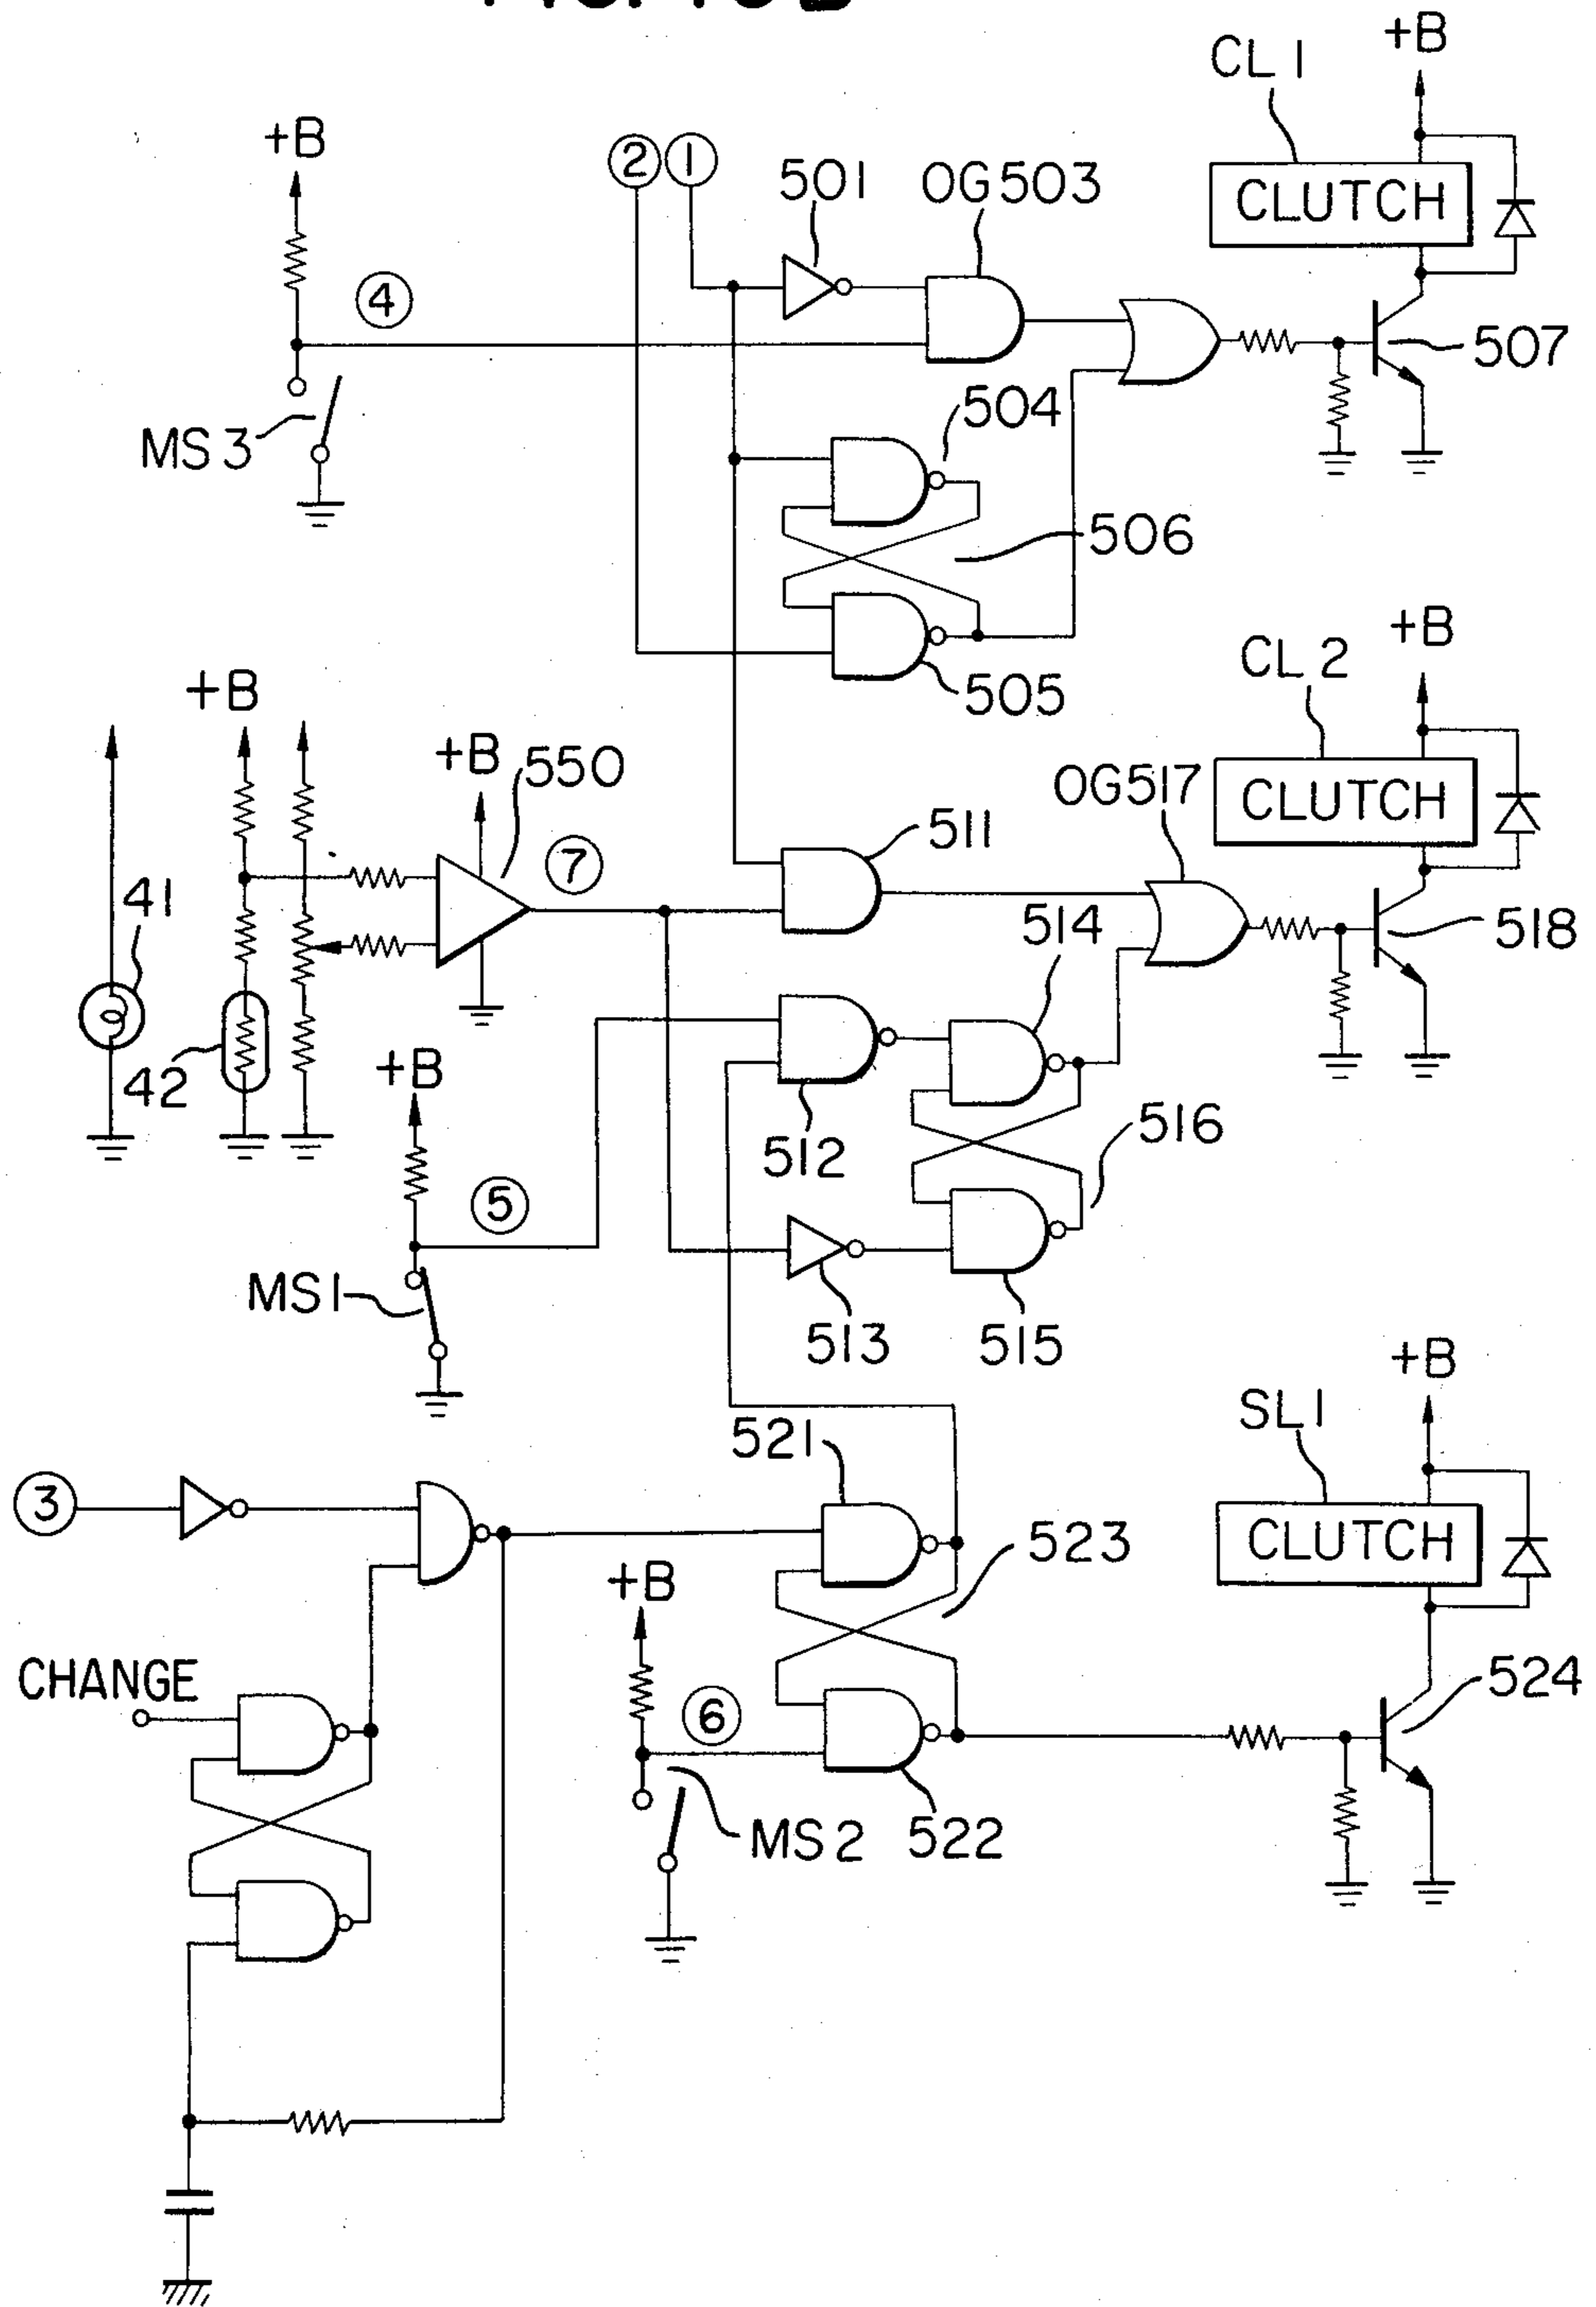 +B
CL 1
+B
② ①
501
OG503
CLUTCH
④
507
MS 3
504
506
505
+B
CL 2
+B
+B
550
OG517
CLUTCH
⑦
511
514
518
41
42
+B
512
516
⑤
MS1
513
515
+B
SL1
521
③
523
CLUTCH
+B
CHANGE
⑥
524
MS 2
522